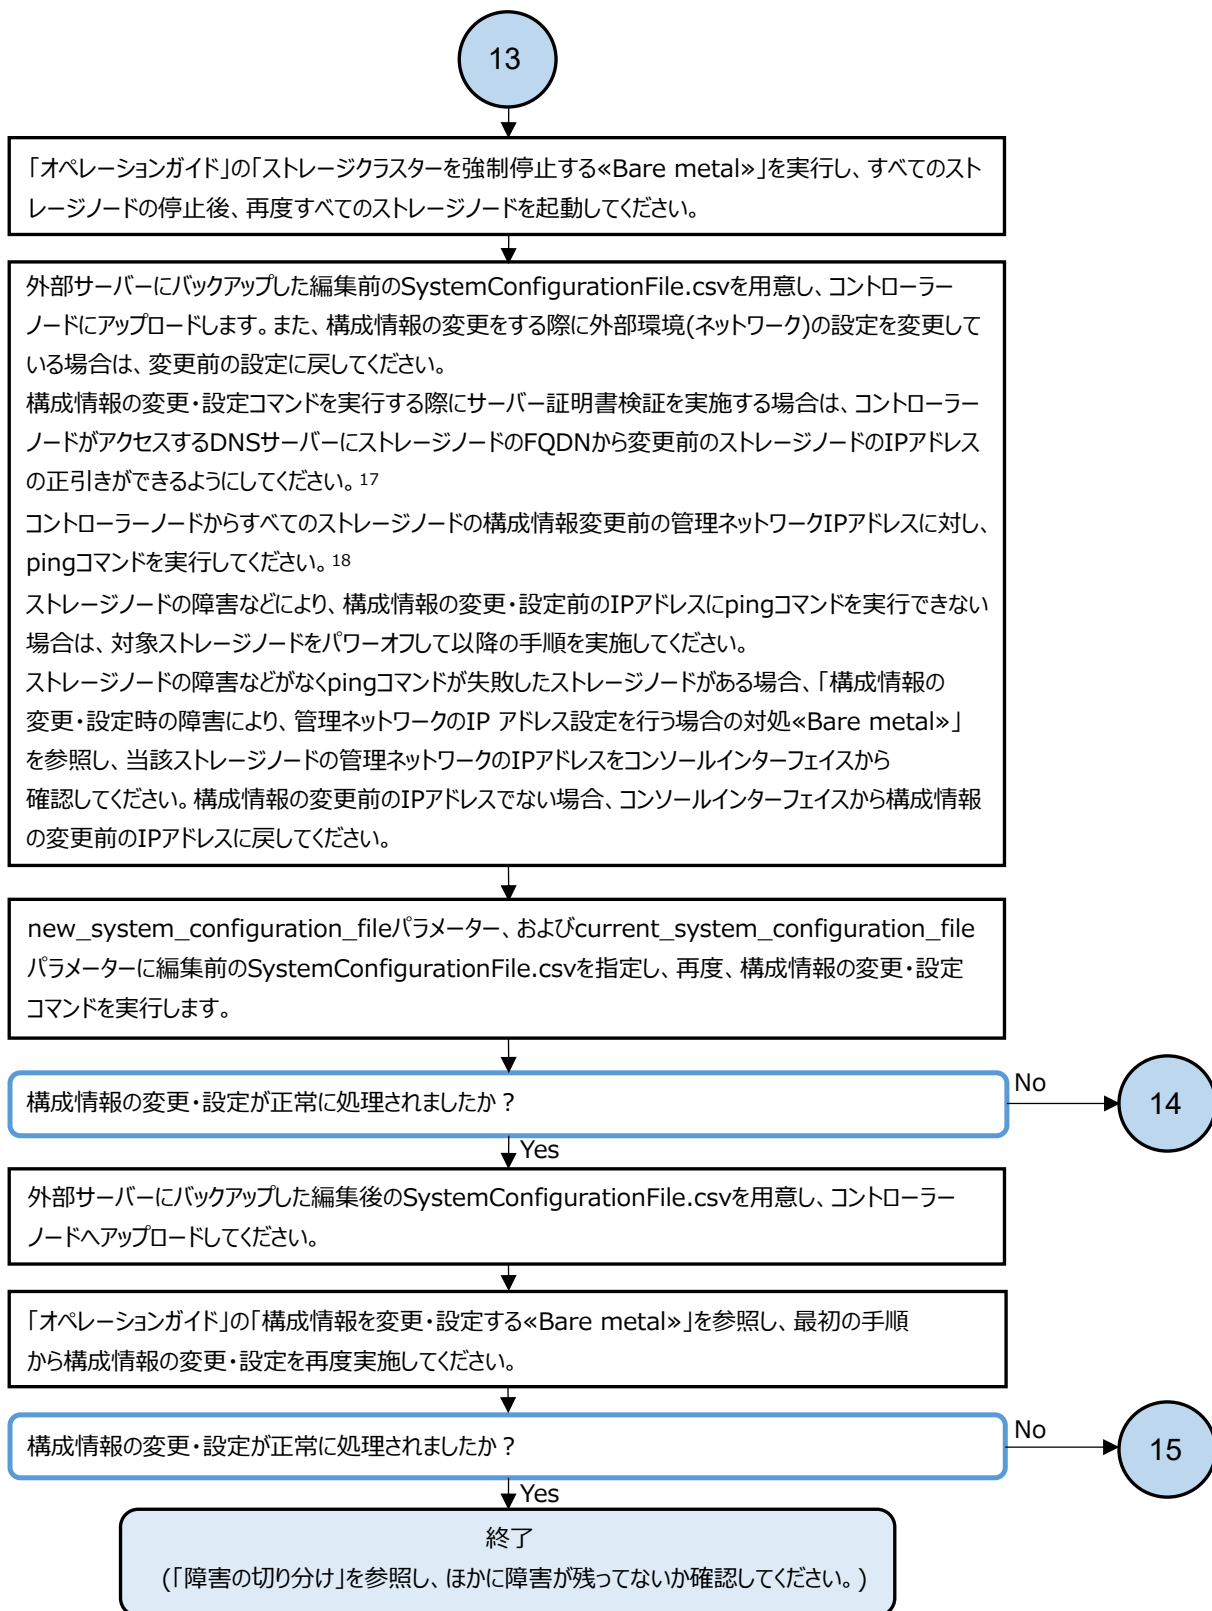 13
「オペレーションガイド」の「ストレージクラスターを強制停止する«Bare metal»」を実行し、すべてのスト
レージノードの停止後、再度すべてのストレージノードを起動してください。
外部サーバーにバックアップした編集前のSystemConfigurationFile.csvを用意し、コントローラー
ノードにアップロードします。また、構成情報の変更をする際に外部環境(ネットワーク)の設定を変更して
いる場合は、変更前の設定に戻してください。
構成情報の変更・設定コマンドを実行する際にサーバー証明書検証を実施する場合は、コントローラー
ノードがアクセスするDNSサーバーにストレージノードのFQDNから変更前のストレージノードのIPアドレス
の正引きができるようにしてください。17
コントローラーノードからすべてのストレージノードの構成情報変更前の管理ネットワークIPアドレスに対し、
pingコマンドを実行してください。18
ストレージノードの障害などにより、構成情報の変更・設定前のIPアドレスにpingコマンドを実行できない
場合は、対象ストレージノードをパワーオフして以降の手順を実施してください。
ストレージノードの障害などがなくpingコマンドが失敗したストレージノードがある場合、「構成情報の
変更・設定時の障害により、管理ネットワークのIP アドレス設定を行う場合の対処«Bare metal»」
を参照し、当該ストレージノードの管理ネットワークのIPアドレスをコンソールインターフェイスから
確認してください。構成情報の変更前のIPアドレスでない場合、コンソールインターフェイスから構成情報
の変更前のIPアドレスに戻してください。
new_system_configuration_fileパラメーター、およびcurrent_system_configuration_file
パラメーターに編集前のSystemConfigurationFile.csvを指定し、再度、構成情報の変更・設定
コマンドを実行します。
構成情報の変更・設定が正常に処理されましたか？
No
14
Yes
外部サーバーにバックアップした編集後のSystemConfigurationFile.csvを用意し、コントローラー
ノードへアップロードしてください。
「オペレーションガイド」の「構成情報を変更・設定する«Bare metal»」を参照し、最初の手順
から構成情報の変更・設定を再度実施してください。
構成情報の変更・設定が正常に処理されましたか？
No
15
Yes
終了
(「障害の切り分け」を参照し、ほかに障害が残ってないか確認してください。)